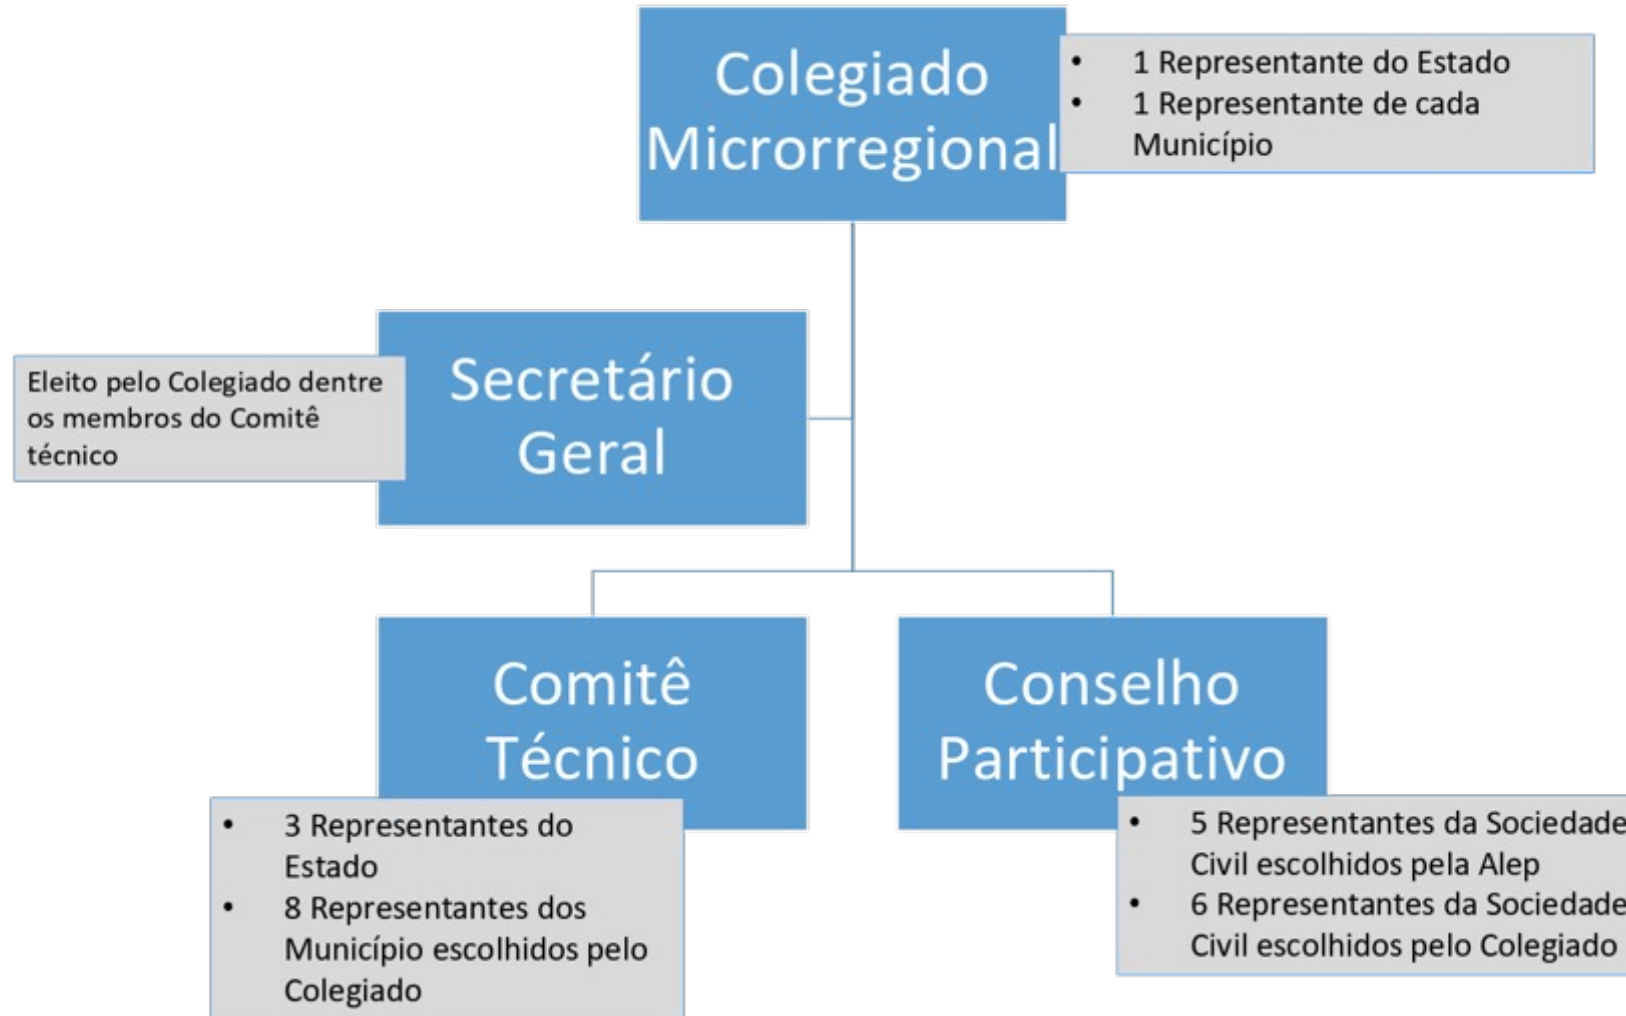 Colegiado
Microrregional
• 1 Representante do Estado
• 1 Representante de cada
Município
Secretário
Geral
Eleito pelo Colegiado dentre
os membros do Comitê
técnico
Comitê
Técnico
• 3 Representantes do
Estado
• 8 Representantes dos
Município escolhidos pelo
Colegiado
Conselho
Participativo
• 5 Representantes da Sociedade
Civil escolhidos pela Alep
• 6 Representantes da Sociedade
Civil escolhidos pelo Colegiado